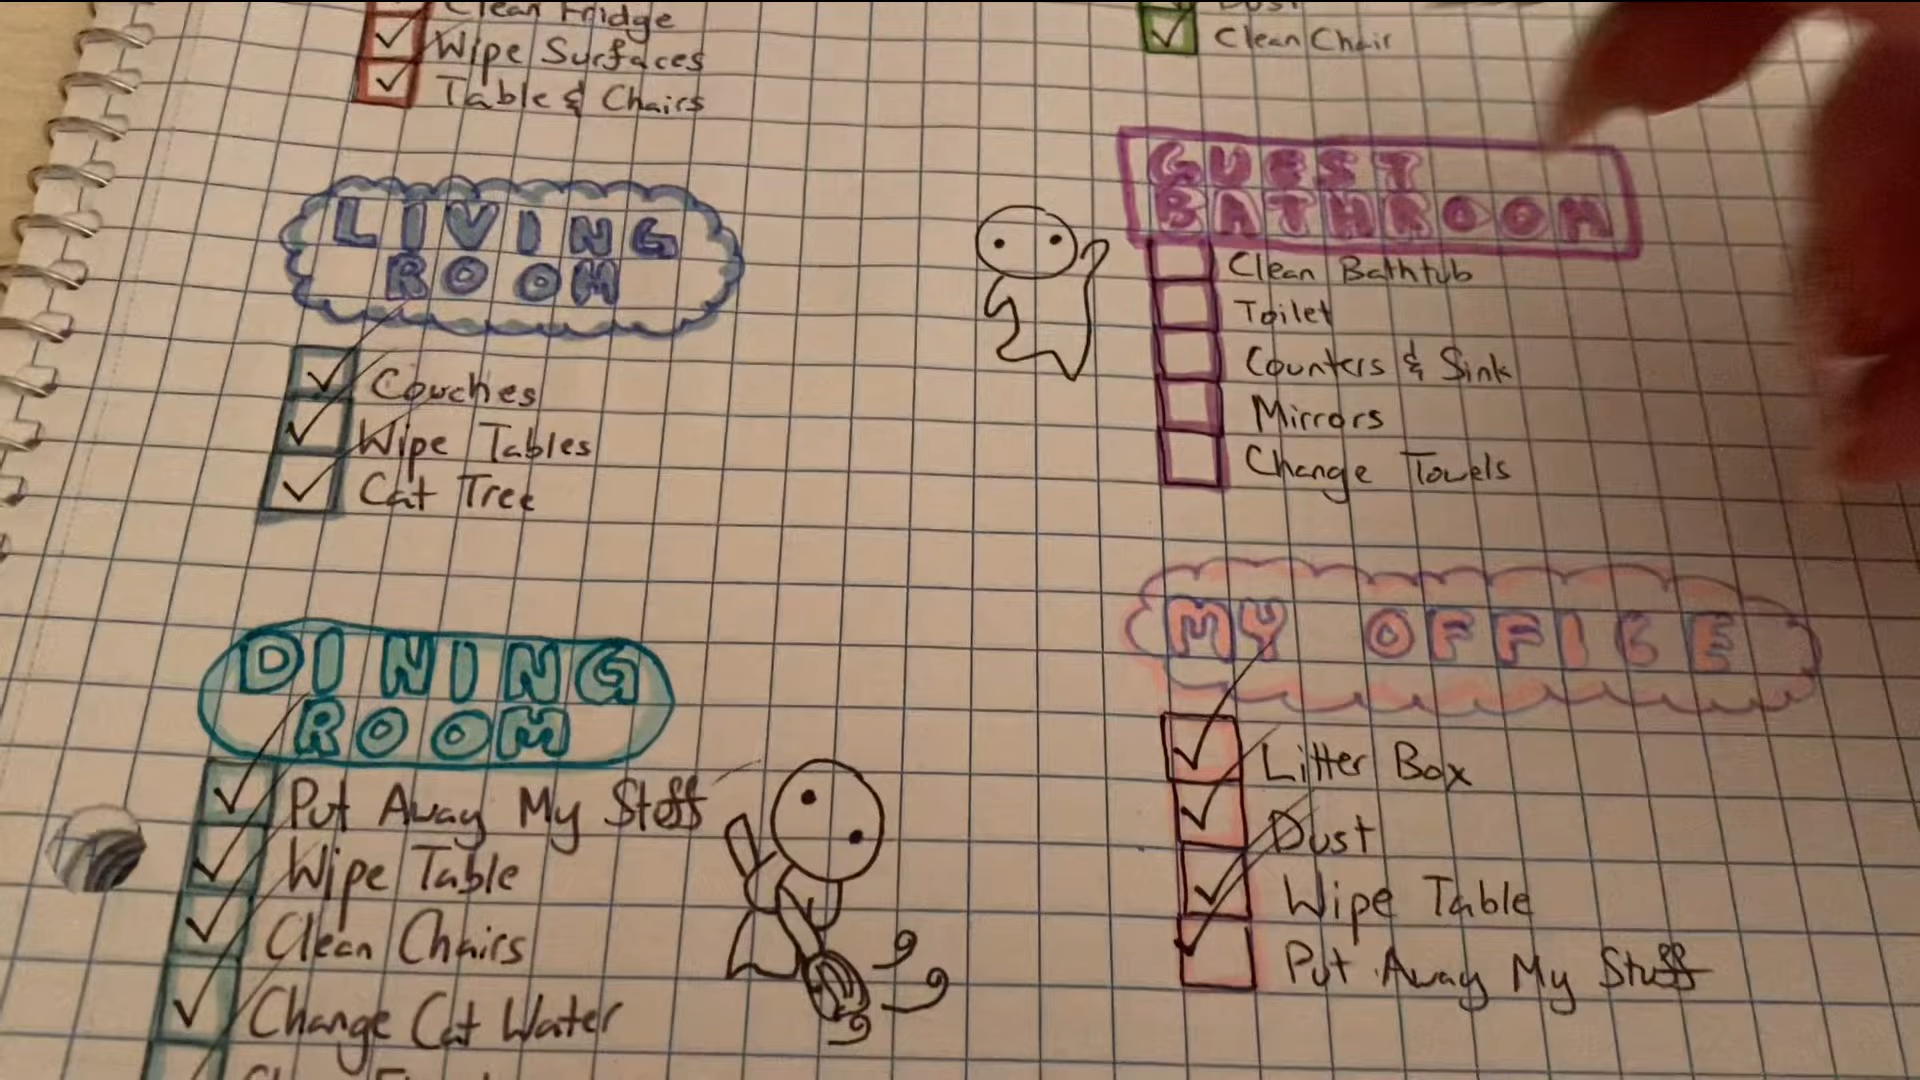 Clean Fridge
Wipe Surfaces
Table & Chairs
LIVING
ROOM
Couches
Wipe Tables
Cat Tree
DINING
ROOM
Put Away My Stuff
Wipe Table
Clean Chairs
Change Cat Water
Dust
Clean Chair
GUEST
BATHROOM
Clean Bathtub
Toilet
Counters & Sink
Mirrors
Change Towels
MY OFFICE
Litter Box
Dust
Wipe Table
Put Away My Stuff